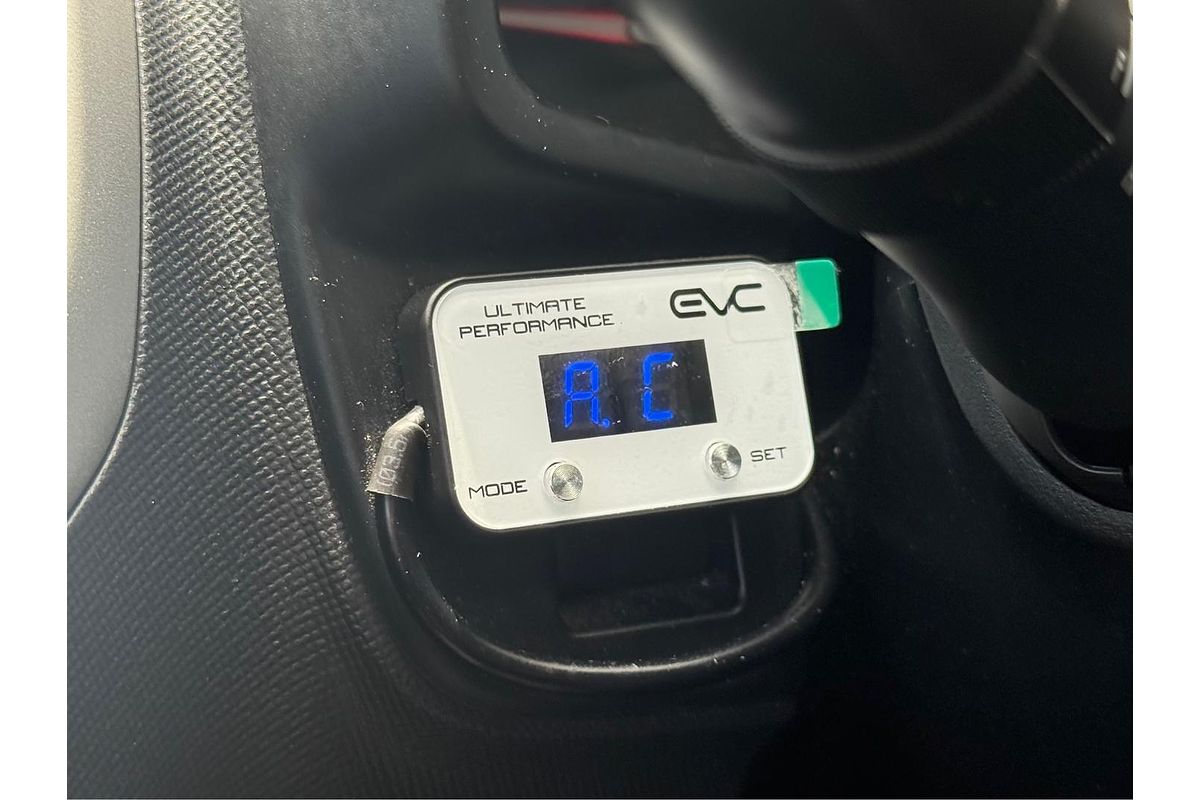 ULTIMATE
PERFORMANCE
EVC
A.C
MODE
SET